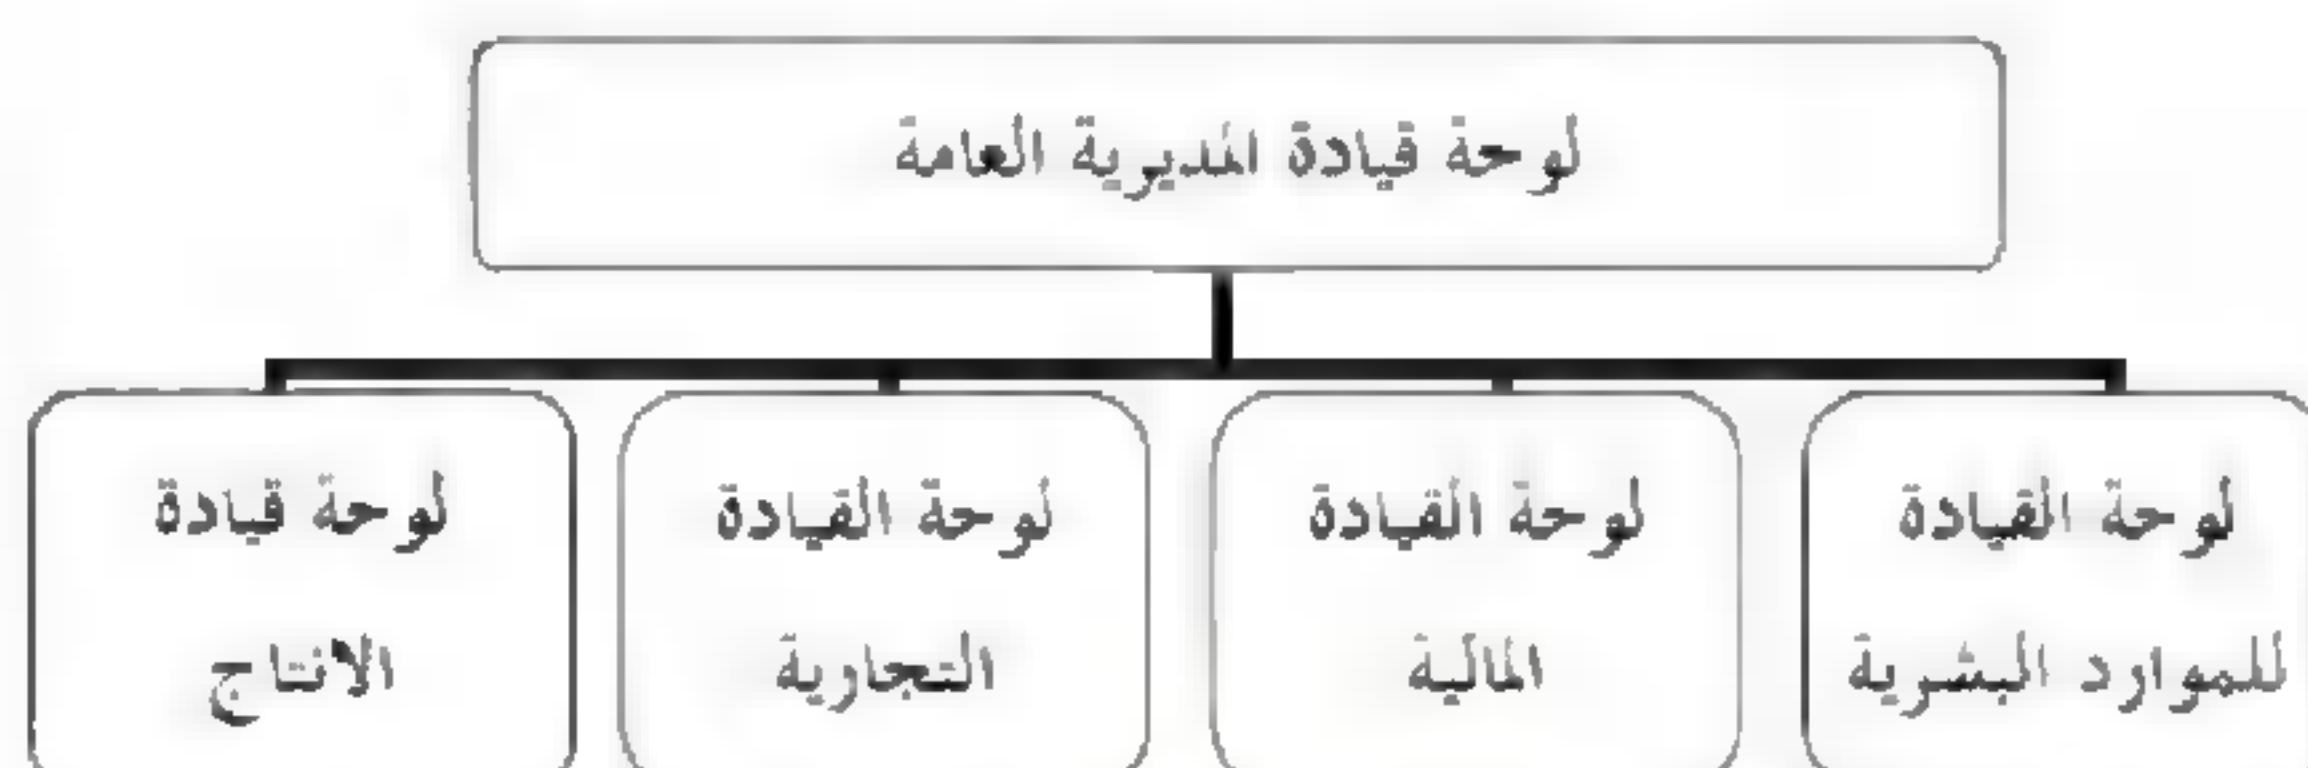 لوحة قيادة المديرية العامة
لوحة القيادة
للموارد البشرية
لوحة القيادة
المالية
لوحة القيادة
التجارية
لوحة قيادة
الانتاج